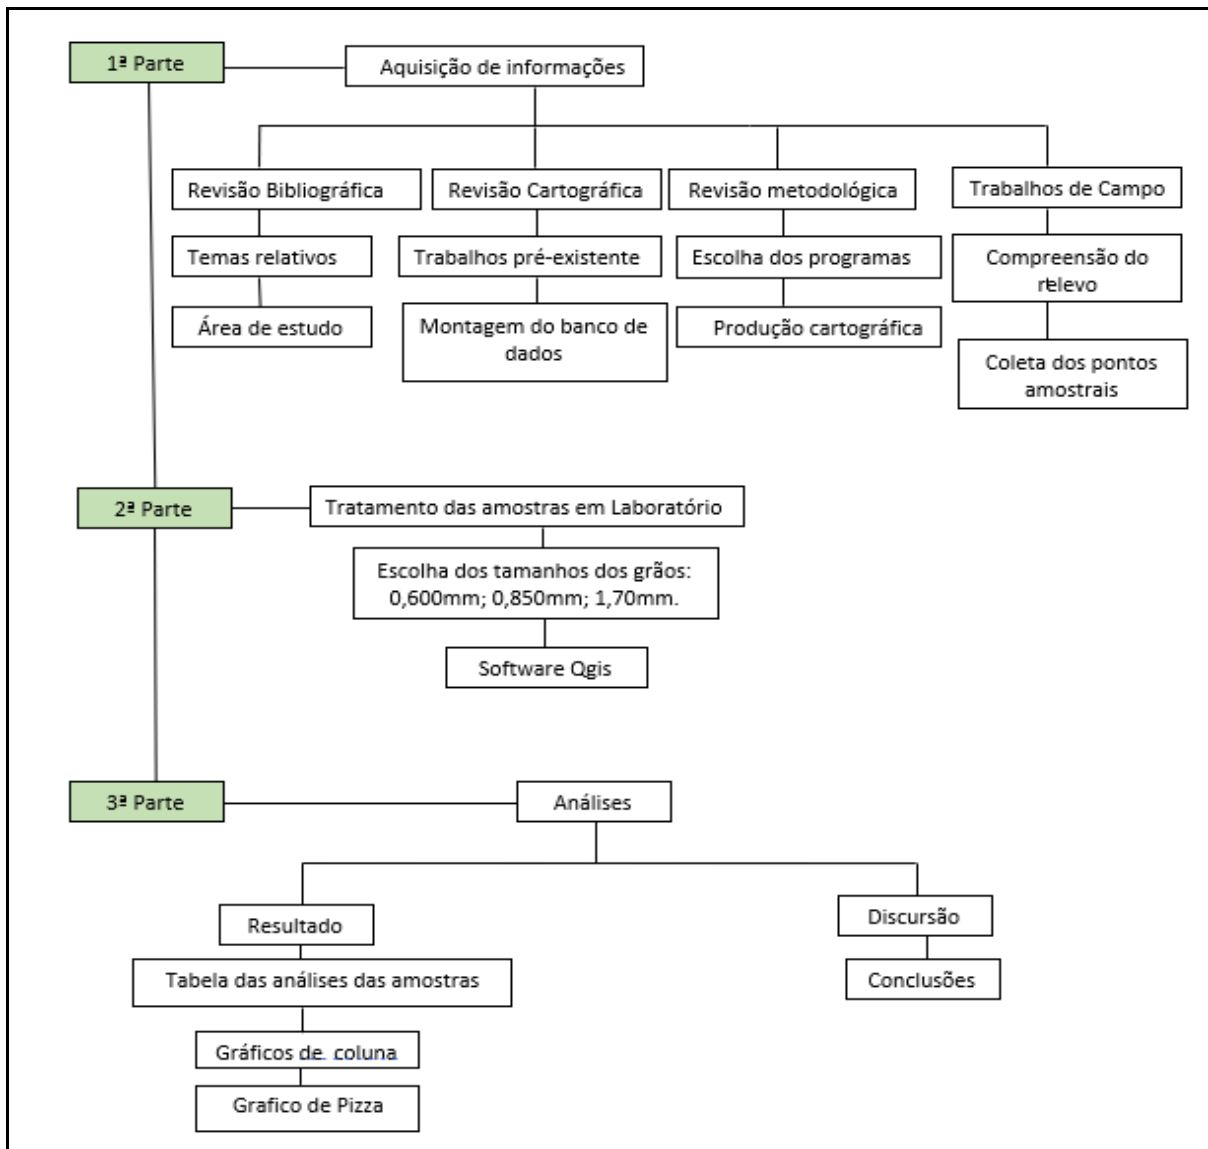 1ª Parte
Aquisição de informações
Revisão Bibliográfica
Revisão Cartográfica
Revisão metodológica
Trabalhos de Campo
Temas relativos
Trabalhos pré-existente
Escolha dos programas
Compreensão do
relevo
Área de estudo
Montagem do banco de
dados
Produção cartográfica
Coleta dos pontos
amostrais
2ª Parte
Tratamento das amostras em Laboratório
Escolha dos tamanhos dos grãos:
0,600mm; 0,850mm; 1,70mm.
Software Qgis
3ª Parte
Análises
Resultado
Discursão
Tabela das análises das amostras
Conclusões
Gráficos de coluna
Grafico de Pizza